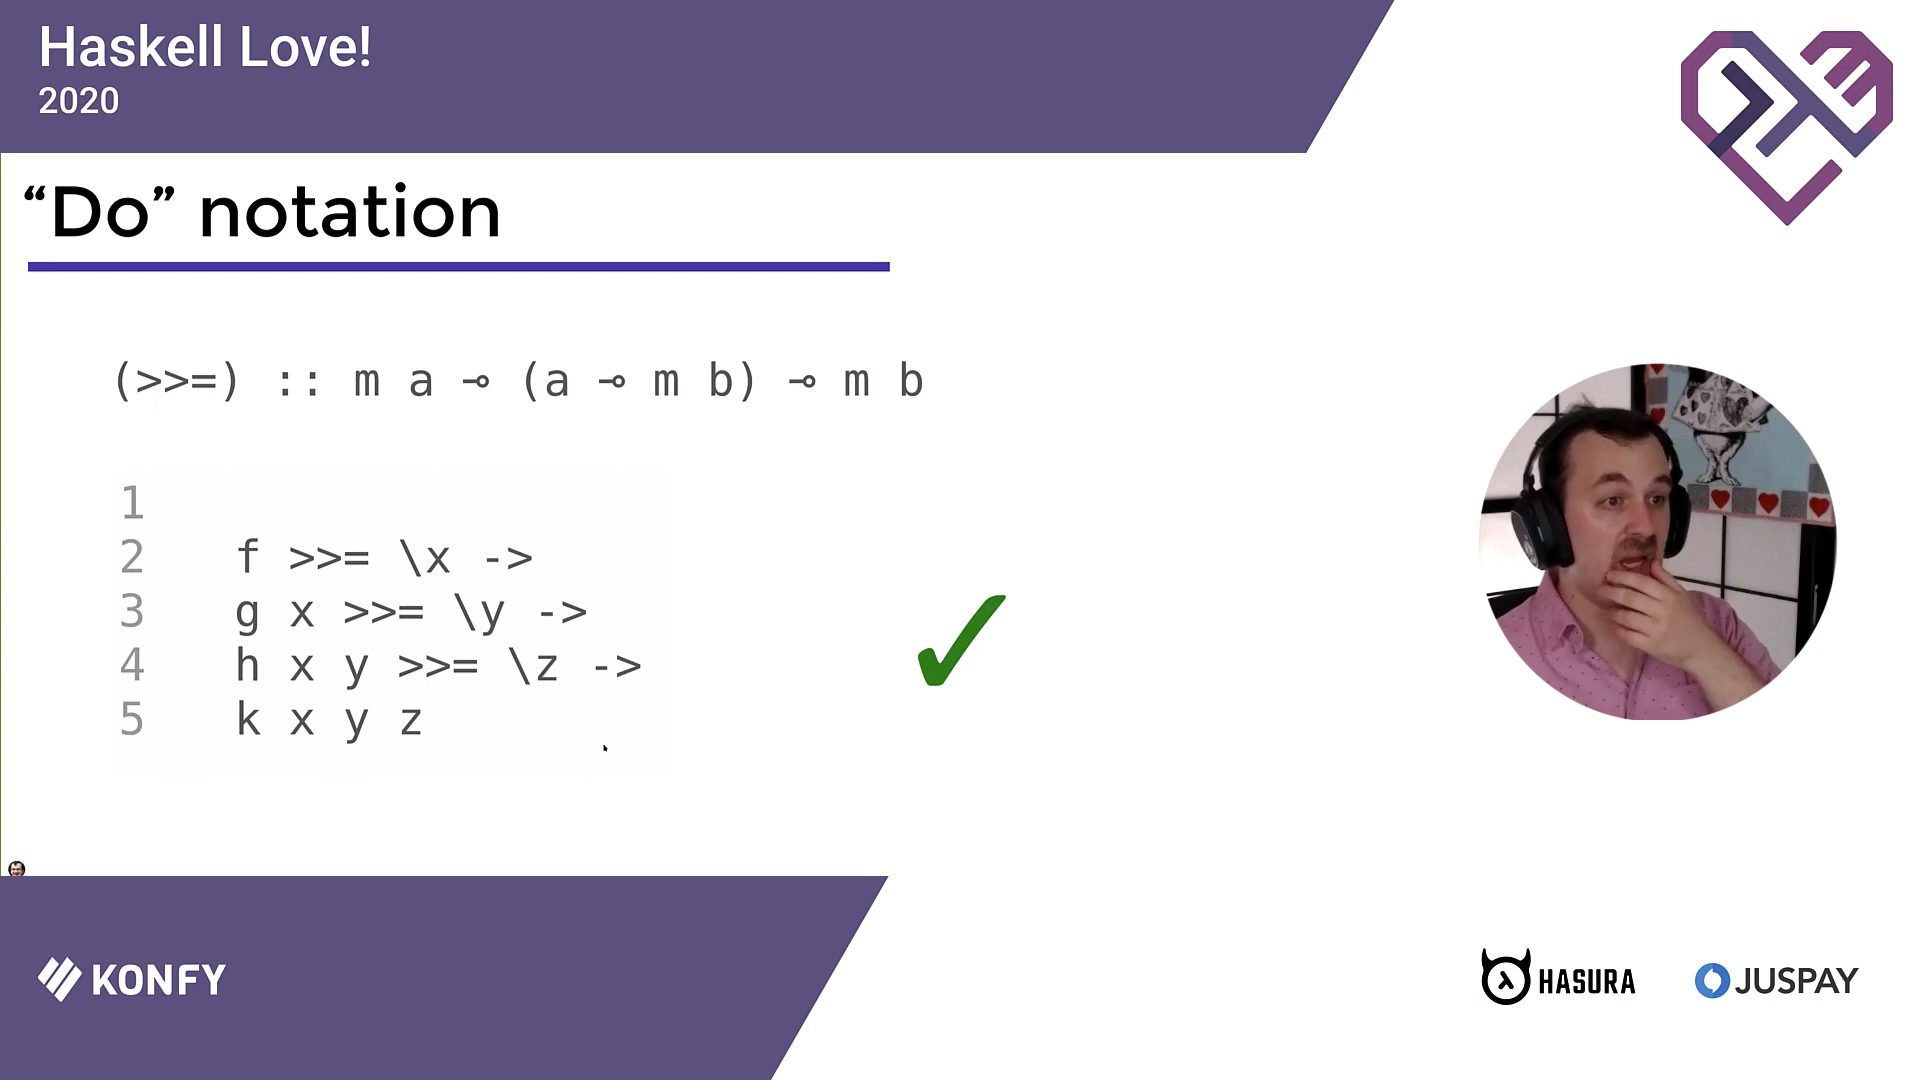 Haskell Love!
2020
“Do” notation
(>>=) :: m a ⊸ (a ⊸ m b) ⊸ m b
1
2 f >>= \x ->
3 g x >>= \y ->
4 h x y >>= \z ->
5 k x y z
KONFY
HASURA
JUSPAY